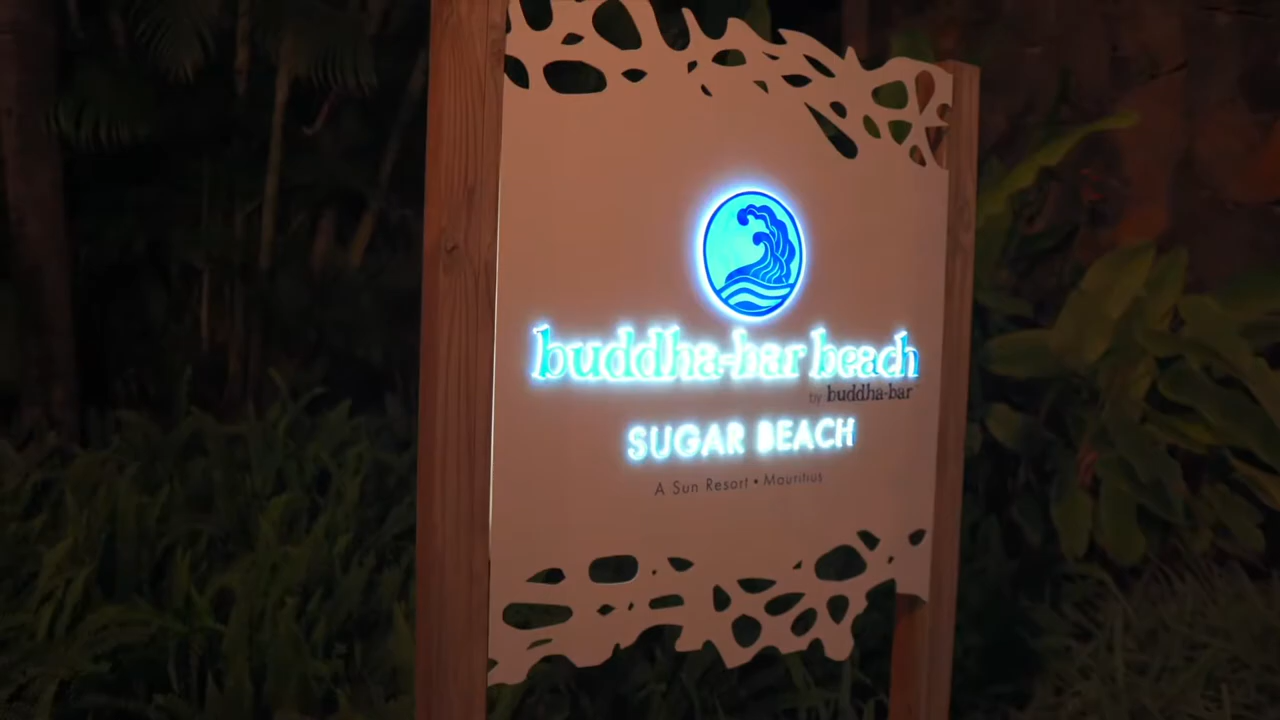 buddha-bar beach
by buddha-bar
SUGAR BEACH
A Sun Resort • Mauritius